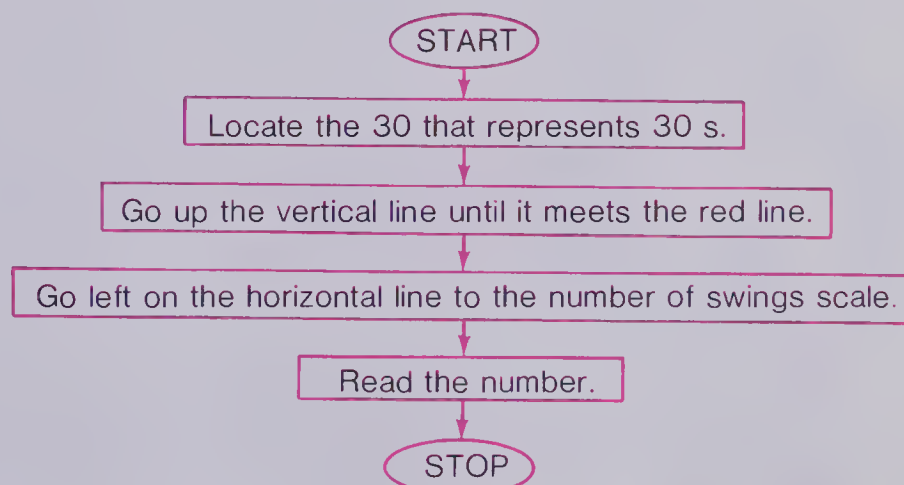 START
Locate the 30 that represents 30 s.
Go up the vertical line until it meets the red line.
Go left on the horizontal line to the number of swings scale.
Read the number.
STOP